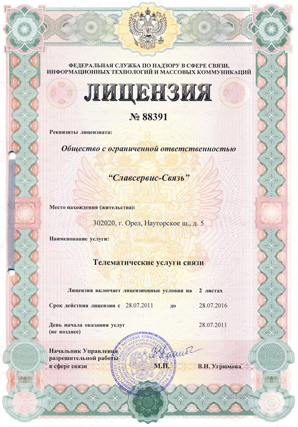 ФЕДЕРАЛЬНАЯ СЛУЖБА ПО НАДЗОРУ В СФЕРЕ СВЯЗИ,
ИНФОРМАЦИОННЫХ ТЕХНОЛОГИЙ И МАССОВЫХ КОММУНИКАЦИЙ
ЛИЦЕНЗИЯ
№ 88391
Реквизиты лицензиата:
Общество с ограниченной ответственностью
“Славсервис-Связь”
Место нахождения (жительства):
302020, г. Орел, Наугорское ш., д. 5
Наименование услуги:
Телематические услуги связи
Лицензия включает лицензионные условия на 2 листах
Срок действия лицензии с 28.07.2011 до 28.07.2016
День начала оказания услуг 28.07.2011
(не позднее)
Начальник Управления
разрешительной работы
в сфере связи М.П. В.Н. Угрюмова